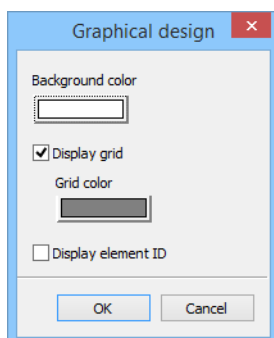 Graphical design
Background color
Display grid
Grid color
Display element ID
OK
Cancel